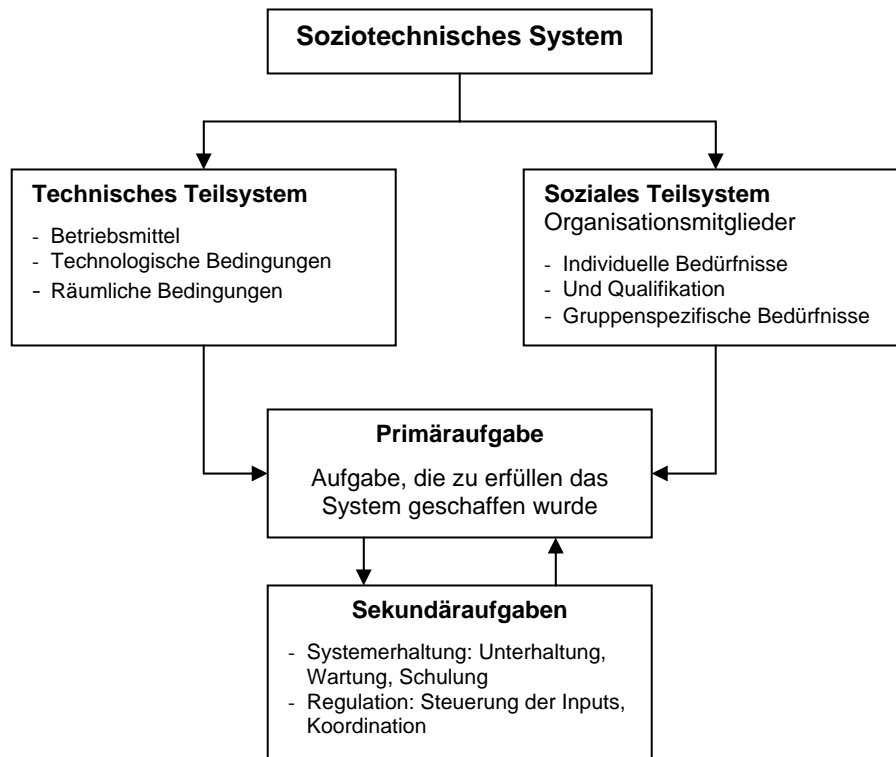 Soziotechnisches System
Technisches Teilsystem
- Betriebsmittel
- Technologische Bedingungen
- Räumliche Bedingungen
Soziales Teilsystem
Organisationsmitglieder
- Individuelle Bedürfnisse
- Und Qualifikation
- Gruppenspezifische Bedürfnisse
Primäraufgabe
Aufgabe, die zu erfüllen das
System geschaffen wurde
Sekundäraufgaben
- Systemerhaltung: Unterhaltung,
Wartung, Schulung
- Regulation: Steuerung der Inputs,
Koordination